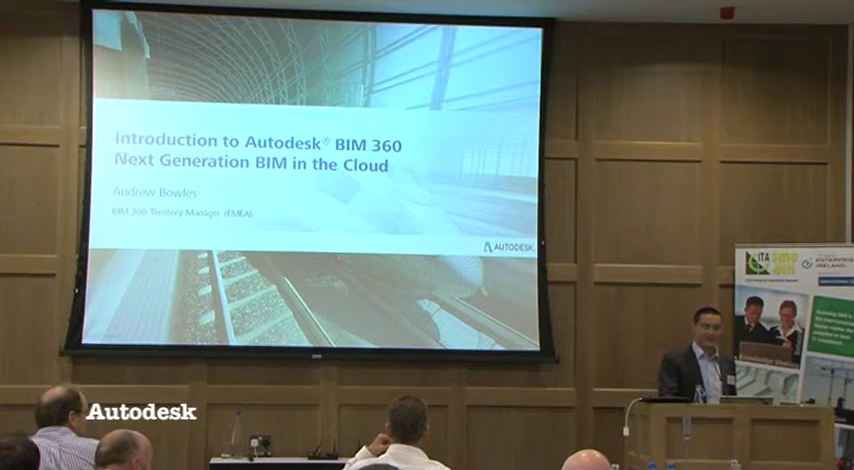 Introduction to Autodesk® BIM 360
Next Generation BIM in the Cloud
Andrew Bowles
BIM 360 Territory Manager (EMEA)
AUTODESK
CITA
ENTERPRISE
IRELAND
Autodesk